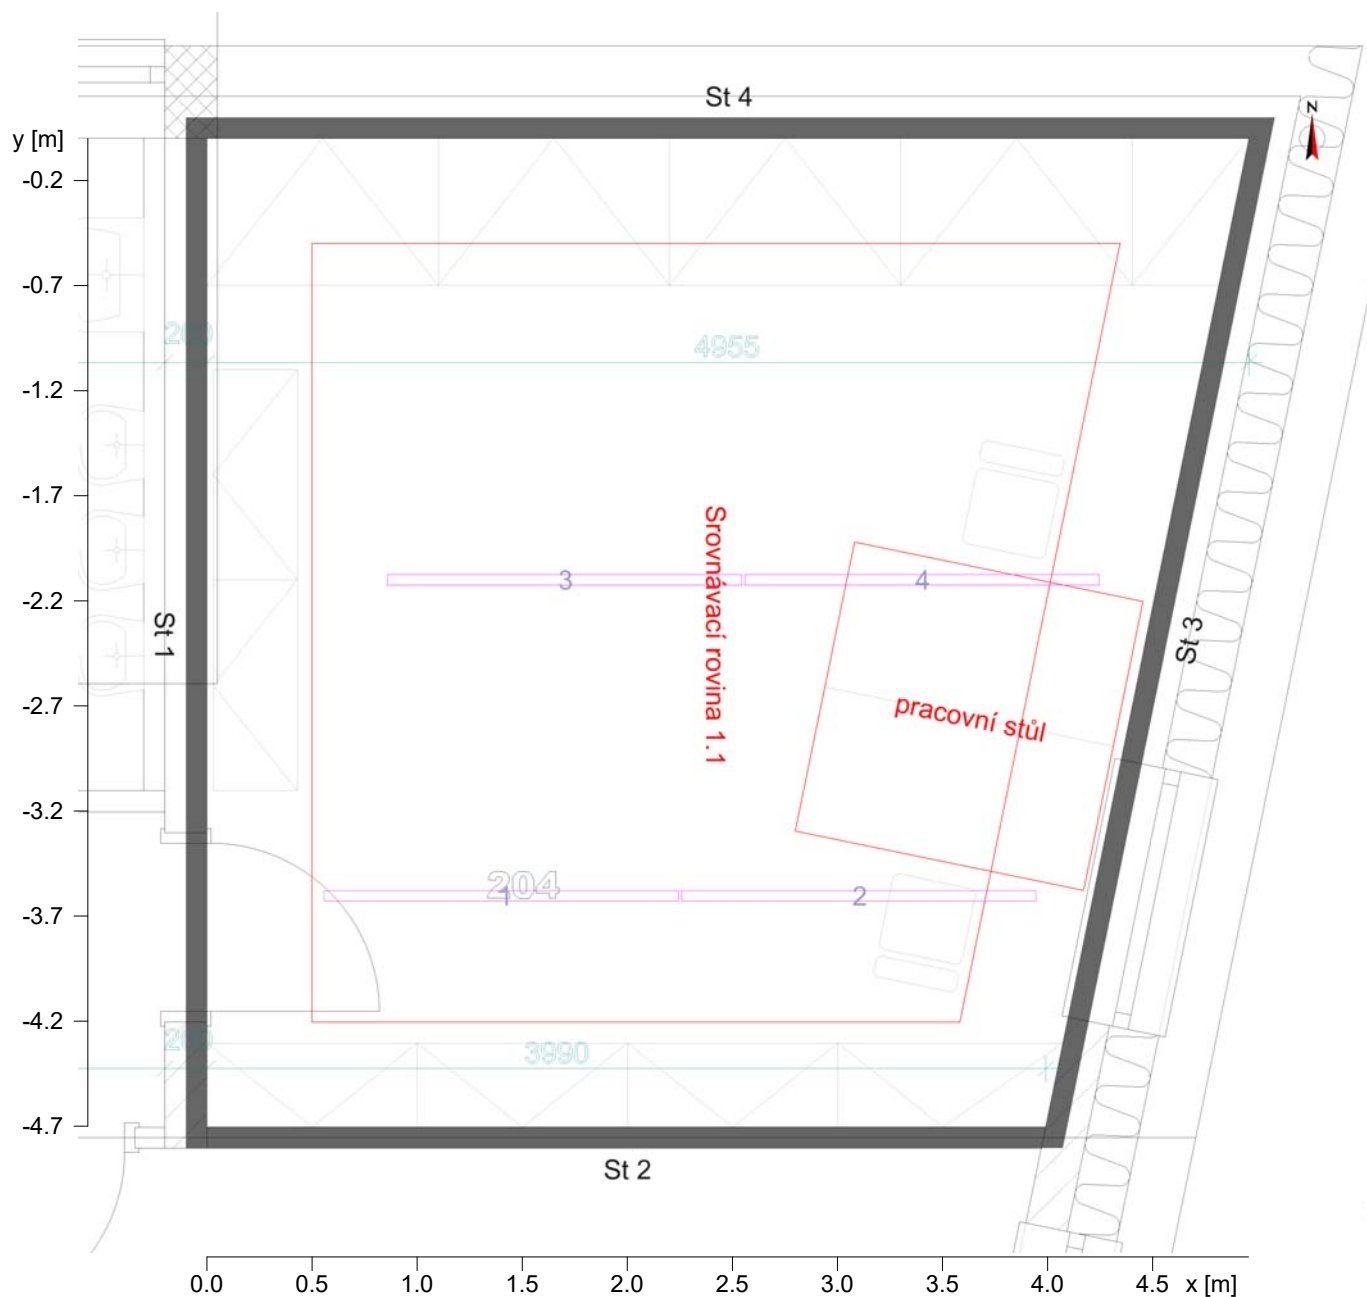 St 4
z
y [m]
-0.2
-0.7
200
4955
-1.2
-1.7
3
4
-2.2
St 1
Srovnávací rovina 1.1
St 3
-2.7
pracovní stůl
-3.2
204
1
2
-3.7
-4.2
200
3990
-4.7
St 2
0.0 0.5 1.0 1.5 2.0 2.5 3.0 3.5 4.0 4.5 x [m]